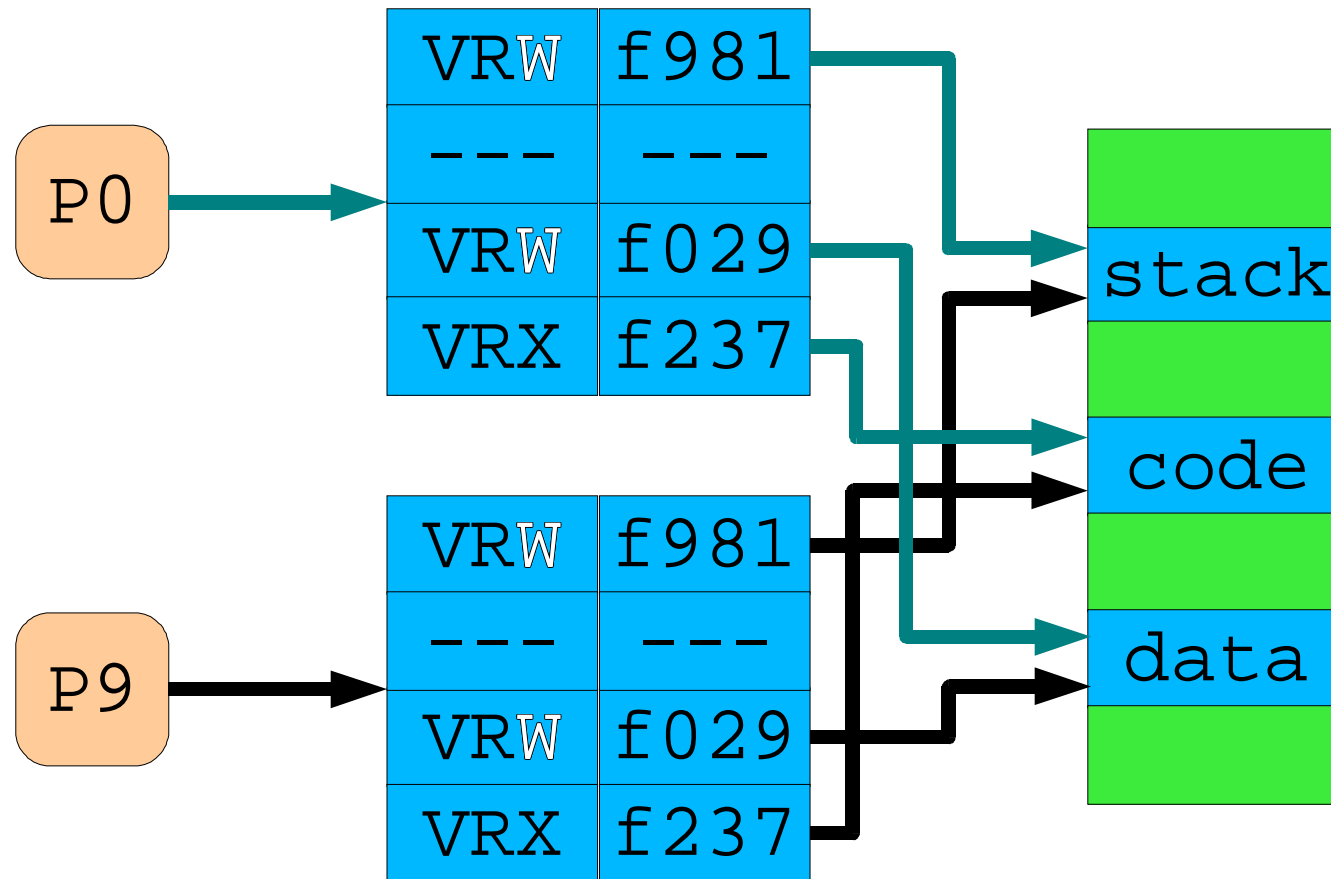 VRW f981
--- ---
P0
VRW f029
VRX f237
stack
code
data
VRW f981
--- ---
P9
VRW f029
VRX f237